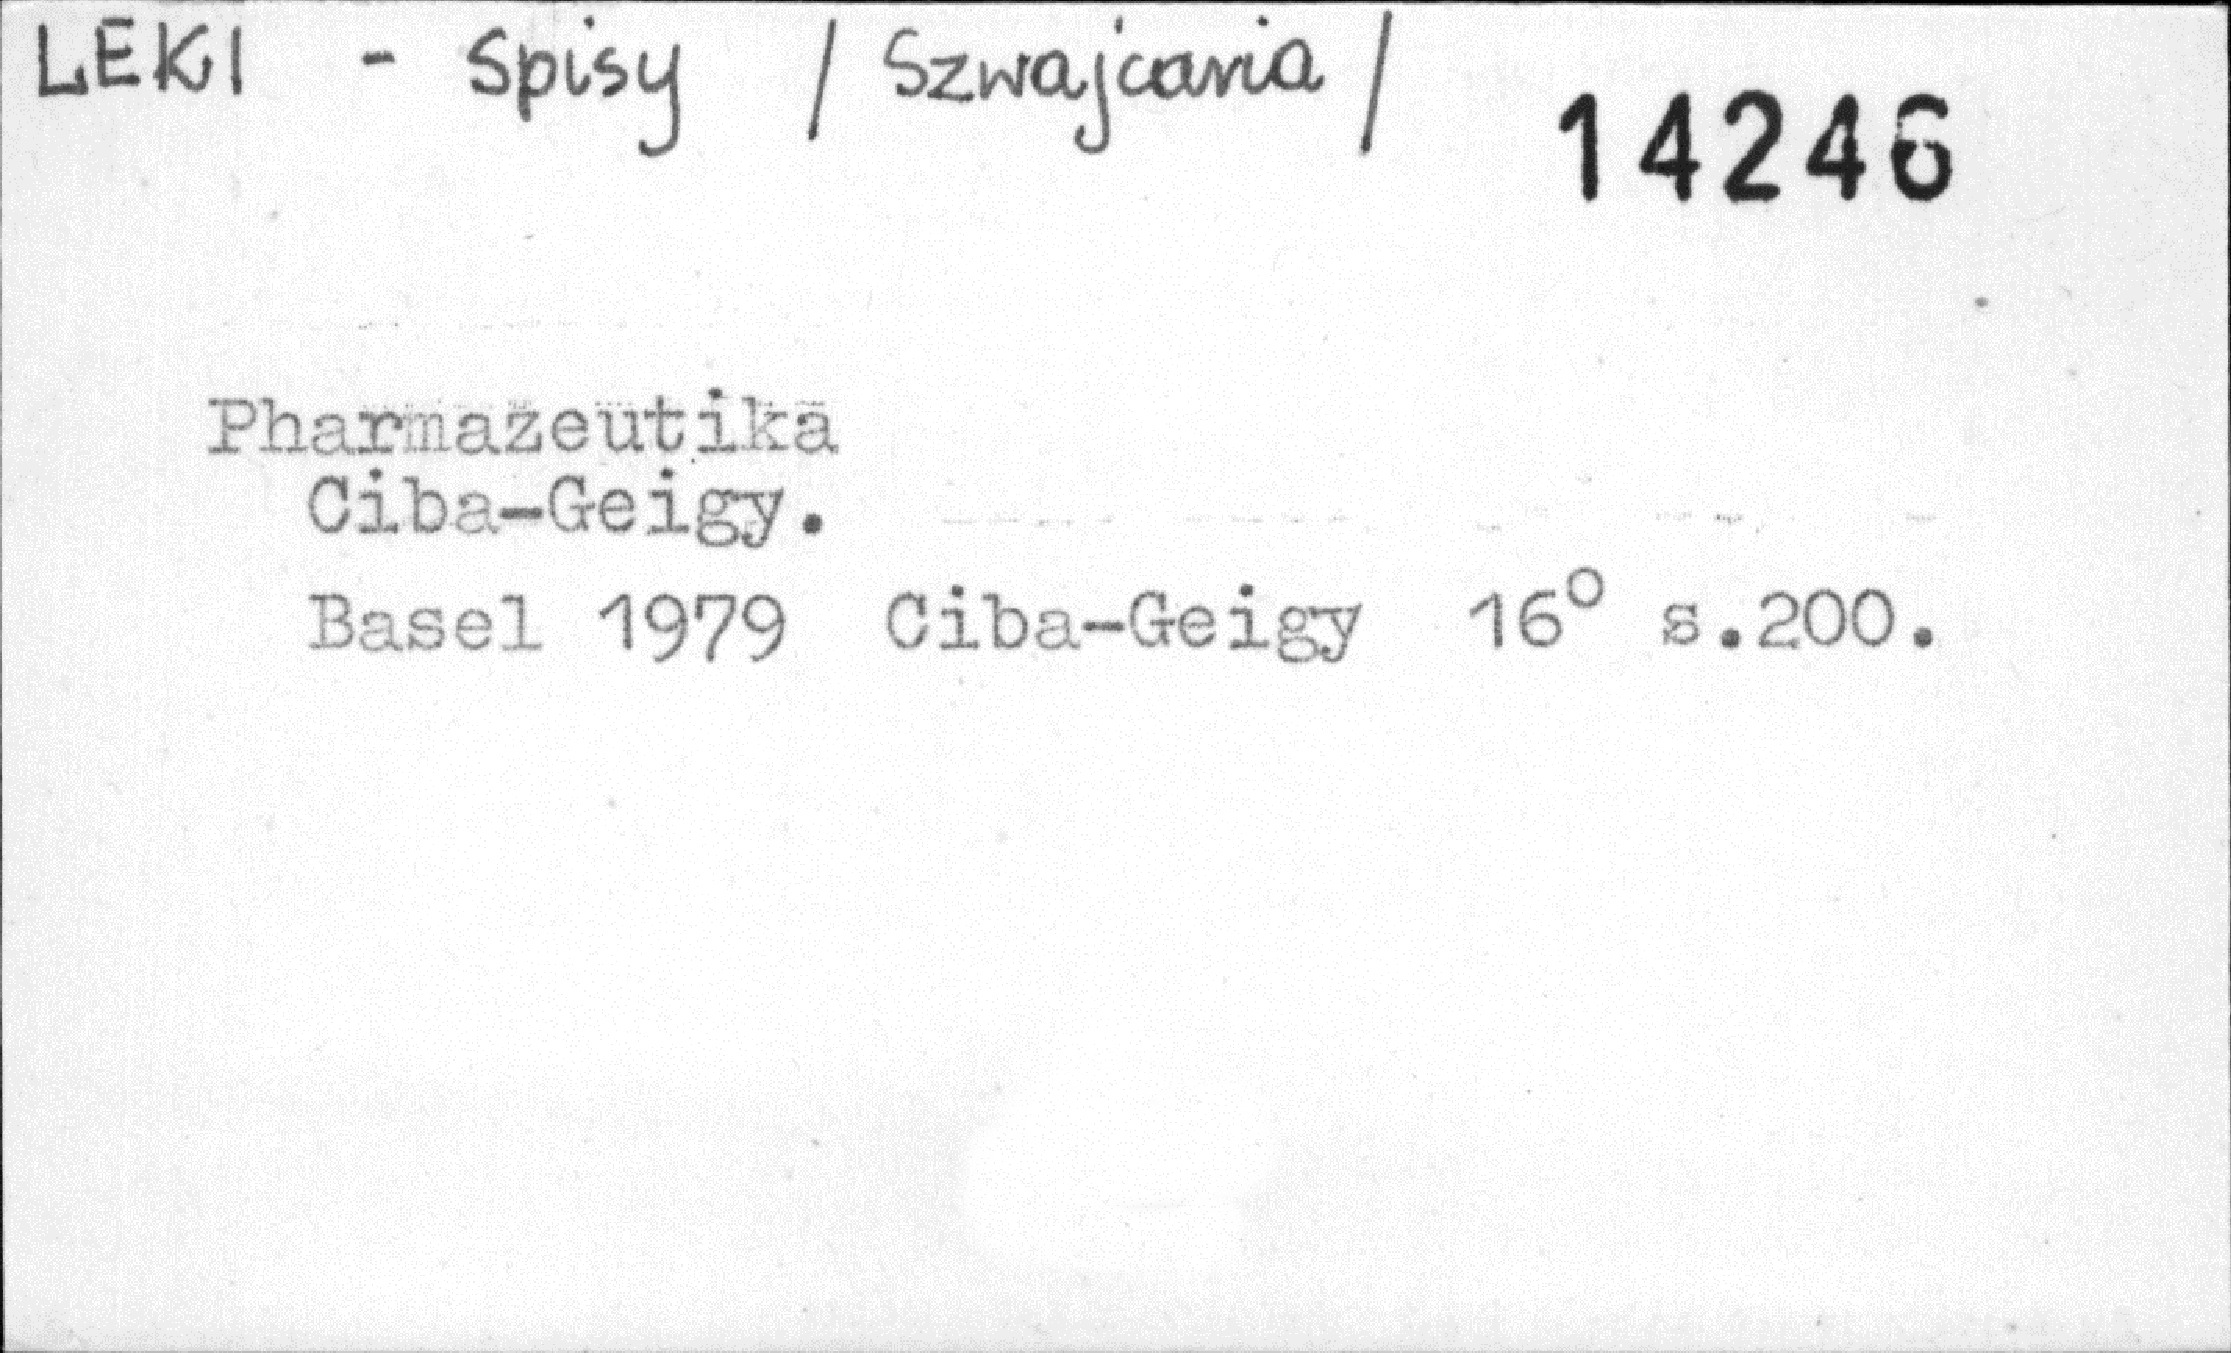 LEKI - Spisy / Szwajcaria /
14246
Pharmazeutika
Ciba-Geigy.
Basel 1979 Ciba-Geigy 16° s.200.